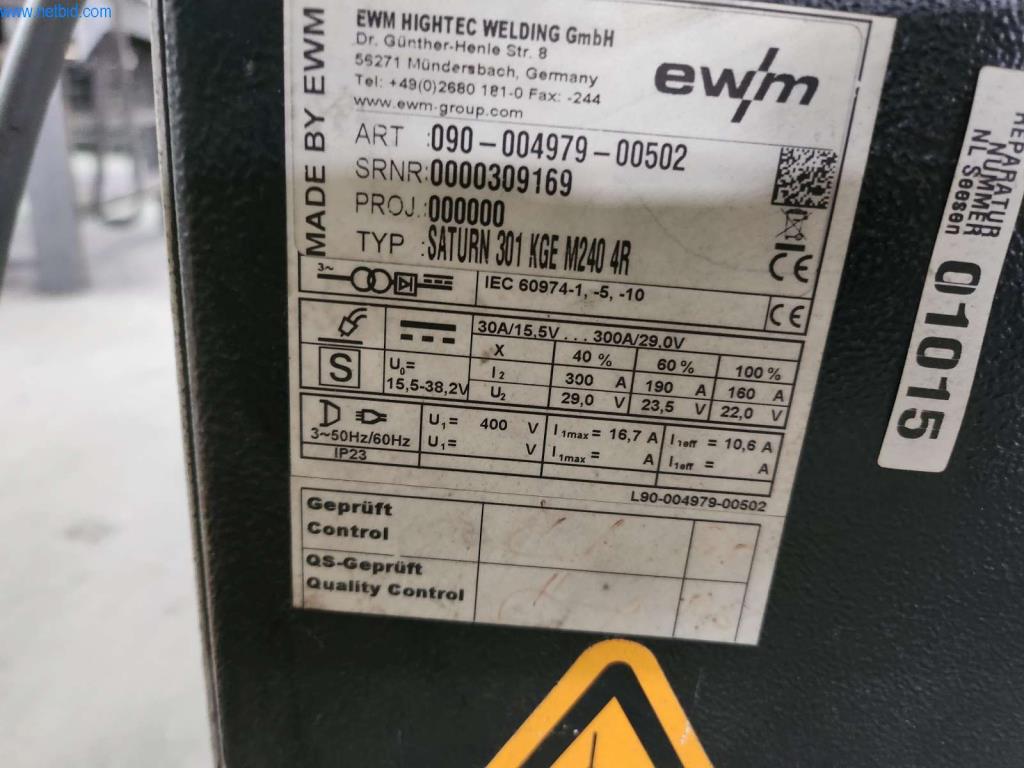 www.netbid.com
MADE BY EWM
EWM HIGHTEC WELDING GmbH
Dr. Günther-Henle Str. 8
56271 Mündersbach, Germany
Tel: +49(0)2680 181-0 Fax: -244
www.ewm-group.com
ewm
ART :090-004979-00502
SRNR:0000309169
PROJ.:000000
TYP :SATURN 301 KGE M240 4R
CE
3~
IEC 60974-1, -5, -10
CE
30A/15,5V...300A/29,0V
X 40 % 60 % 100 %
S U₀= I₂ 300 A 190 A 160 A
15,5-38,2V U₂ 29,0 V 23,5 V 22,0 V
3~50Hz/60Hz U₁= 400 V I₁max = 16,7 A I₁eff = 10,6 A
IP23 U₁= V I₁max = A I₁eff = A
L90-004979-00502
Geprüft
Control
QS-Geprüft
Quality Control
REPARATUR
NUMMER
NL Seesen
01015